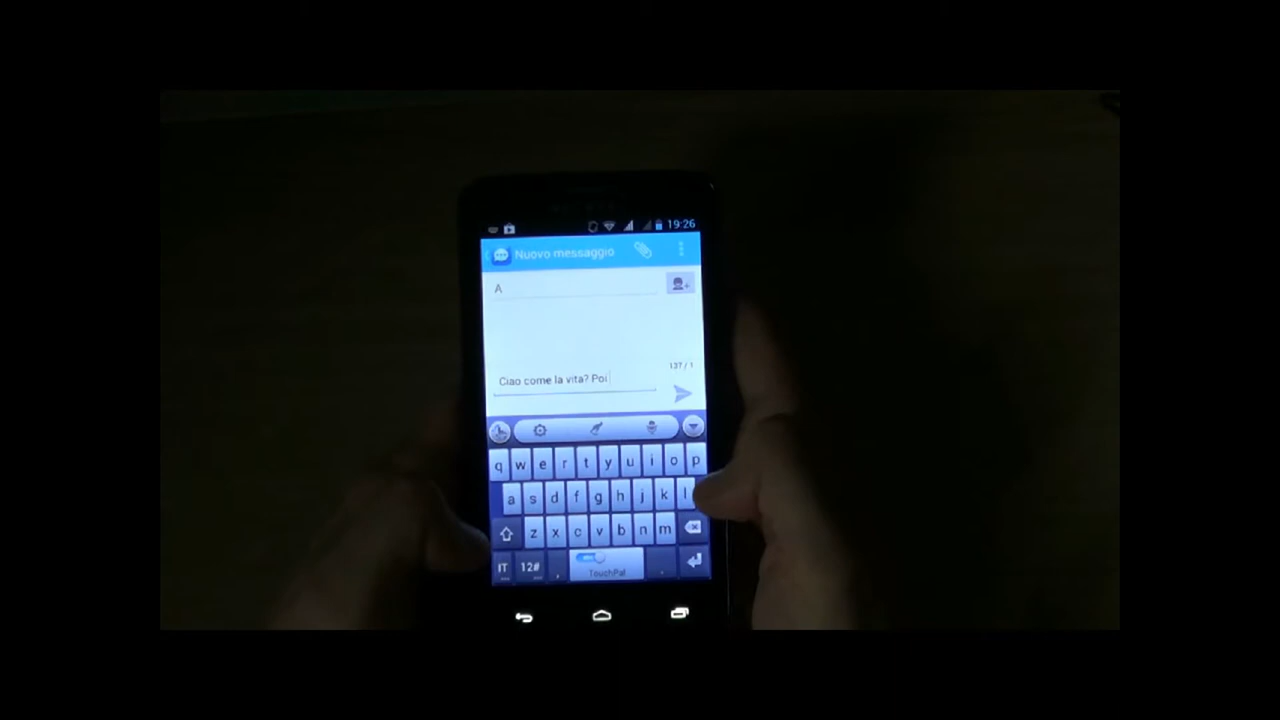 19:26
Nuovo messaggio
A
137 / 1
Ciao come la vita? Poi
q w e r t y u i o p
a s d f g h j k l
z x c v b n m
IT 12# , TouchPal .